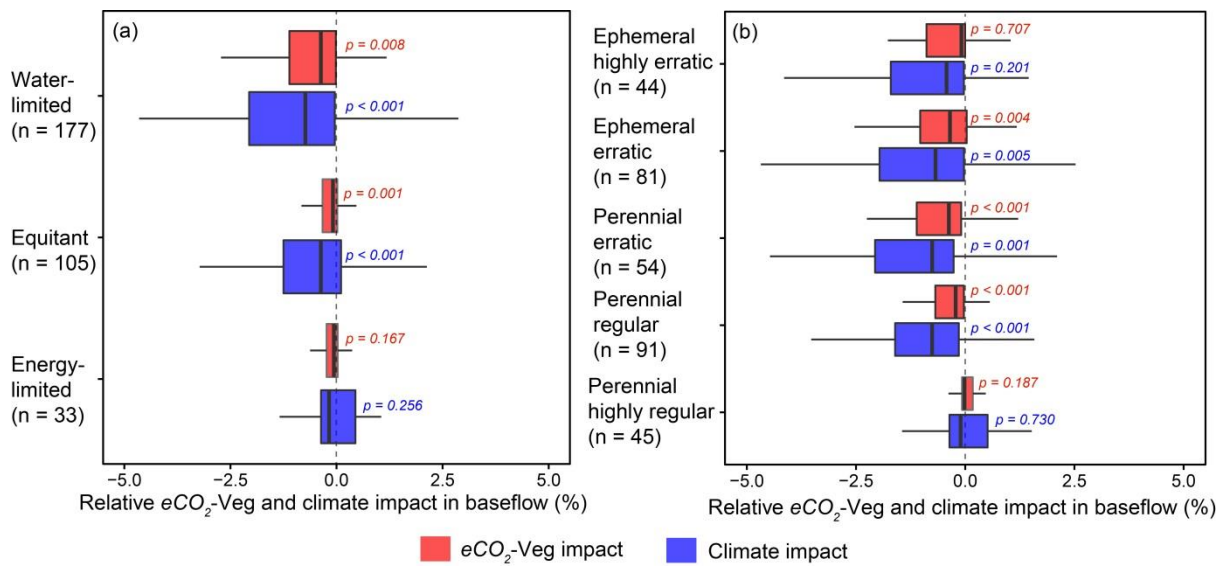 (a)
Water-
limited
(n = 177)
p = 0.008
p < 0.001
Equitant
(n = 105)
p = 0.001
p < 0.001
Energy-
limited
(n = 33)
p = 0.167
p = 0.256
−5.0 −2.5 0.0 2.5 5.0
Relative eCO₂-Veg and climate impact in baseflow (%)
(b)
Ephemeral
highly erratic
(n = 44)
p = 0.707
p = 0.201
Ephemeral
erratic
(n = 81)
p = 0.004
p = 0.005
Perennial
erratic
(n = 54)
p < 0.001
p = 0.001
Perennial
regular
(n = 91)
p < 0.001
p < 0.001
Perennial
highly regular
(n = 45)
p = 0.187
p = 0.730
−5.0 −2.5 0.0 2.5 5.0
Relative eCO₂-Veg and climate impact in baseflow (%)
eCO₂-Veg impact
Climate impact